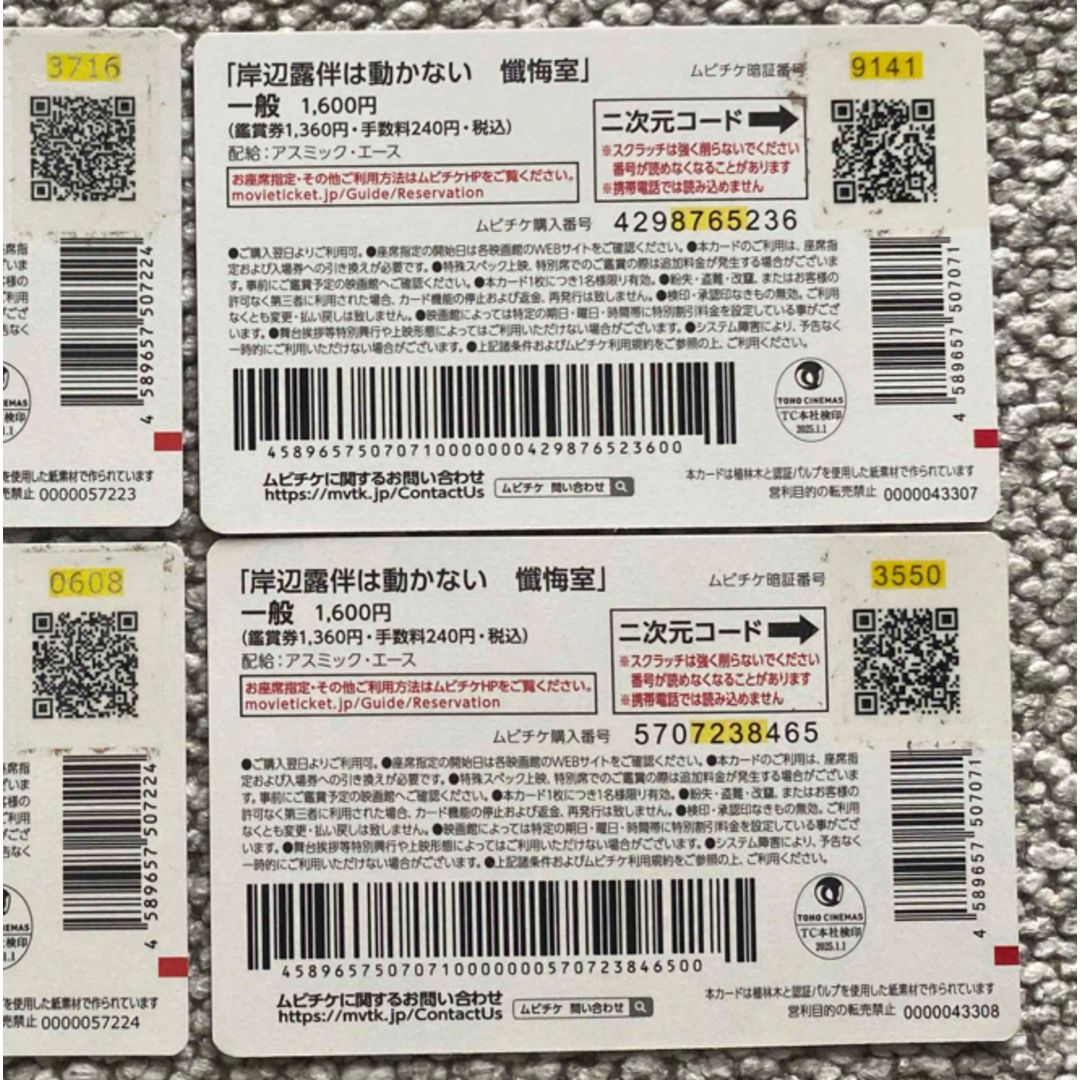 3716
「岸辺露伴は動かない 懺悔室」
ムビチケ暗証番号
9141
一般 1,600円
(鑑賞券1,360円・手数料240円・税込)
配給:アスミック・エース
二次元コード
※スクラッチは強く削らないでください
番号が読めなくなることがあります
※携帯電話では読み込めません
お座席指定・その他ご利用方法はムビチケHPをご覧ください。
movieticket.jp/Guide/Reservation
ムビチケ購入番号 4298765236
●ご購入翌日よりご利用可。●座席指定の開始日は各映画館のWEBサイトをご確認ください。●本カードのご利用は、座席指
定および入場券への引き換えが必要です。●特殊スペック上映、特別席でのご鑑賞の際は追加料金が発生する場合がございま
す。事前にご鑑賞予定の映画館へご確認ください。●本カード1枚につき1名様限り有効。●紛失・盗難・改竄、またはお客様の
許可なく第三者に利用された場合、カード機能の停止および返金、再発行は致しません。●検印・承認印なきもの無効。ご利用
なくとも変更・払い戻しは致しません。●映画館によっては特定の期日・曜日・時間帯に特別割引料金を設定している事がござ
います。●舞台挨拶等特別興行や上映形態によってはご利用いただけない場合がございます。●システム障害により、予告なく
一時的にご利用いただけない場合がございます。●上記諸条件およびムビチケ利用規約をご参照の上、ご利用ください。
4 589657 507224
4 589657 507071
TOHO CINEMAS
TC本社検印
2025.1.1
4589657507071000000042987652​3600
ムビチケに関するお問い合わせ
https://mvtk.jp/ContactUs
ムビチケ 問い合わせ
本カードは植林木と認証パルプを使用した紙素材で作られています
営利目的の転売禁止 0000043307
を使用した紙素材で作られています
売禁止 0000057223
0608
「岸辺露伴は動かない 懺悔室」
ムビチケ暗証番号
3550
一般 1,600円
(鑑賞券1,360円・手数料240円・税込)
配給:アスミック・エース
二次元コード
※スクラッチは強く削らないでください
番号が読めなくなることがあります
※携帯電話では読み込めません
お座席指定・その他ご利用方法はムビチケHPをご覧ください。
movieticket.jp/Guide/Reservation
ムビチケ購入番号 5707238465
●ご購入翌日よりご利用可。●座席指定の開始日は各映画館のWEBサイトをご確認ください。●本カードのご利用は、座席指
定および入場券への引き換えが必要です。●特殊スペック上映、特別席でのご鑑賞の際は追加料金が発生する場合がございま
す。事前にご鑑賞予定の映画館へご確認ください。●本カード1枚につき1名様限り有効。●紛失・盗難・改竄、またはお客様の
許可なく第三者に利用された場合、カード機能の停止および返金、再発行は致しません。●検印・承認印なきもの無効。ご利用
なくとも変更・払い戻しは致しません。●映画館によっては特定の期日・曜日・時間帯に特別割引料金を設定している事がござ
います。●舞台挨拶等特別興行や上映形態によってはご利用いただけない場合がございます。●システム障害により、予告なく
一時的にご利用いただけない場合がございます。●上記諸条件およびムビチケ利用規約をご参照の上、ご利用ください。
4 589657 507224
4 589657 507071
TOHO CINEMAS
TC本社検印
2025.1.1
45896575070710000000570723846500
ムビチケに関するお問い合わせ
https://mvtk.jp/ContactUs
ムビチケ 問い合わせ
本カードは植林木と認証パルプを使用した紙素材で作られています
営利目的の転売禁止 0000043308
を使用した紙素材で作られています
売禁止 0000057224